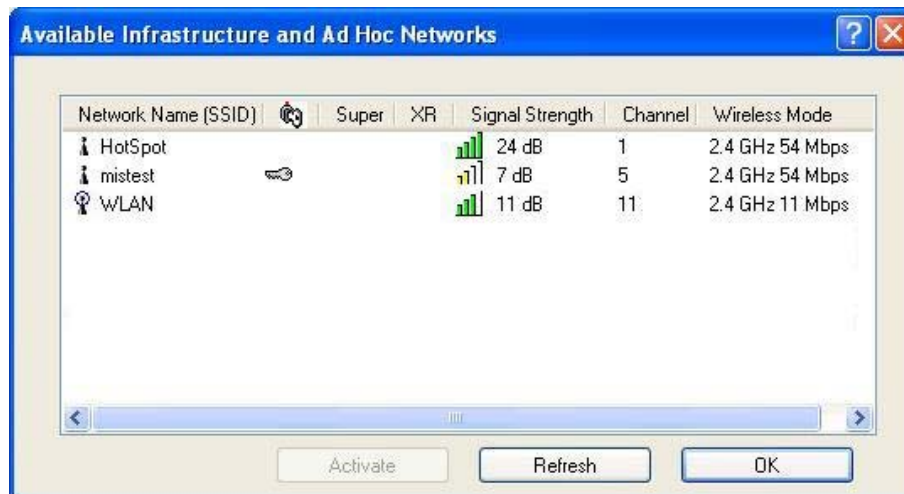 Available Infrastructure and Ad Hoc Networks
Network Name (SSID) Super XR Signal Strength Channel Wireless Mode
HotSpot 24 dB 1 2.4 GHz 54 Mbps
mistest 7 dB 5 2.4 GHz 54 Mbps
WLAN 11 dB 11 2.4 GHz 11 Mbps
Activate Refresh OK